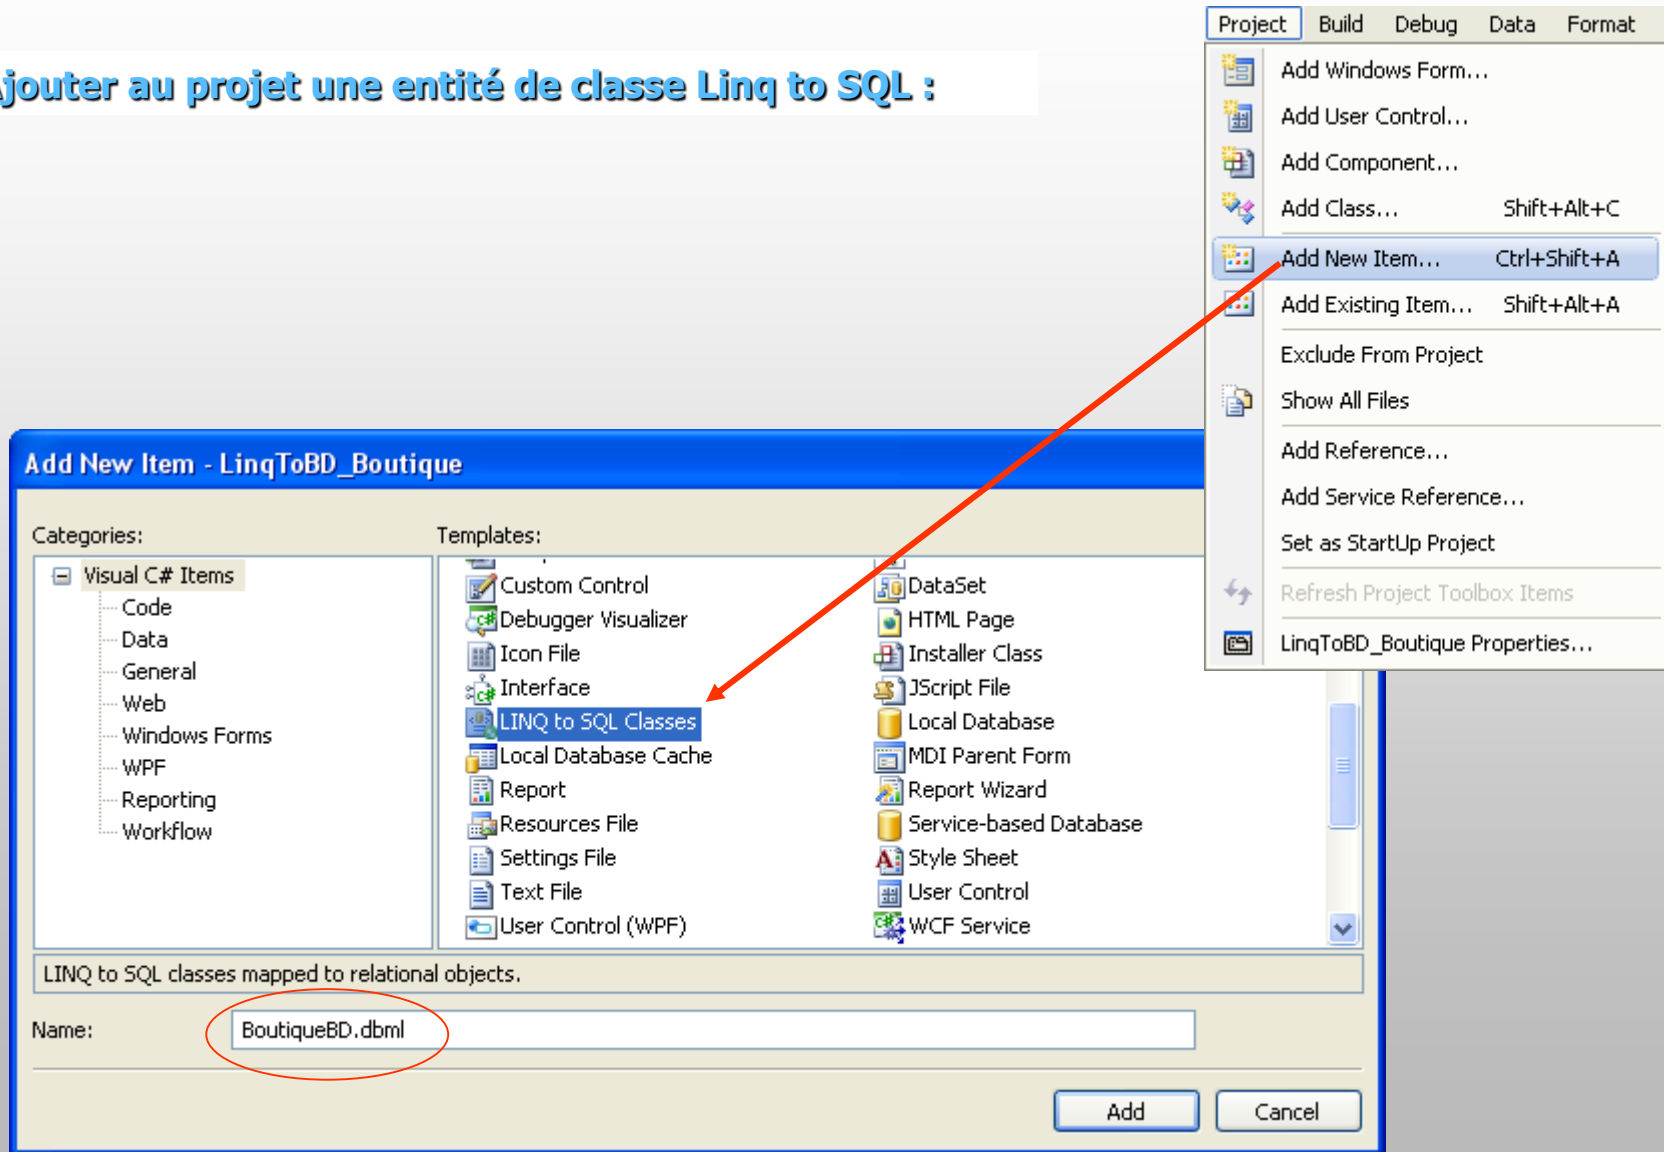 jouter au projet une entité de classe Linq to SQL :
Project Build Debug Data Format
Add Windows Form...
Add User Control...
Add Component...
Add Class... Shift+Alt+C
Add New Item... Ctrl+Shift+A
Add Existing Item... Shift+Alt+A
Exclude From Project
Show All Files
Add Reference...
Add Service Reference...
Set as StartUp Project
Refresh Project Toolbox Items
LinqToBD_Boutique Properties...
Add New Item - LinqToBD_Boutique
Categories:
Visual C# Items
Code
Data
General
Web
Windows Forms
WPF
Reporting
Workflow
Templates:
Custom Control
Debugger Visualizer
Icon File
Interface
LINQ to SQL Classes
Local Database Cache
Report
Resources File
Settings File
Text File
User Control (WPF)
DataSet
HTML Page
Installer Class
JScript File
Local Database
MDI Parent Form
Report Wizard
Service-based Database
Style Sheet
User Control
WCF Service
LINQ to SQL classes mapped to relational objects.
Name: BoutiqueBD.dbml
Add Cancel